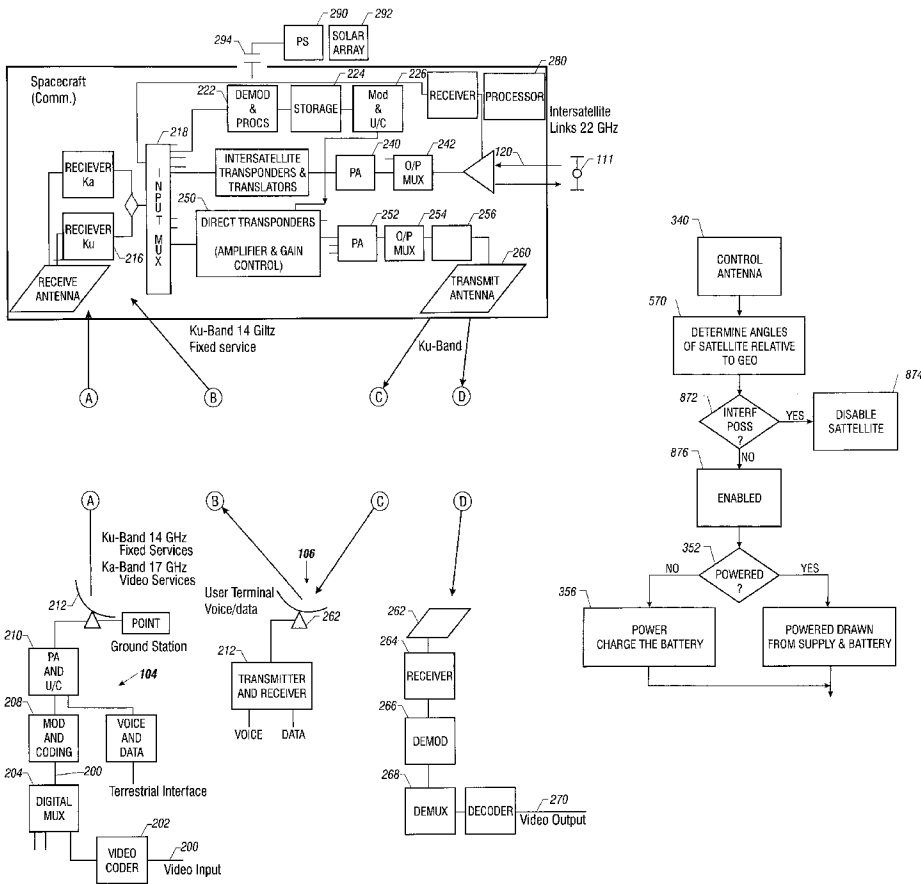 290
292
294
PS
SOLAR
ARRAY
Spacecraft
(Comm.)
222
DEMOD
&
PROCS
224
STORAGE
226
Mod
&
U/C
RECEIVER
280
PROCESSOR
Intersatellite
Links 22 GHz
218
INPUT MUX
RECIEVER
Ka
RECIEVER
Ku
216
RECEIVE
ANTENNA
INTERSATELLITE
TRANSPONDERS &
TRANSLATORS
240
PA
242
O/P
MUX
120
111
250
DIRECT TRANSPONDERS
(AMPLIFIER & GAIN
CONTROL)
252
PA
254
O/P
MUX
256
260
TRANSMIT
ANTENNA
Ku-Band 14 Giltz
Fixed service
Ku-Band
A
B
C
D
340
CONTROL
ANTENNA
570
DETERMINE ANGLES
OF SATELLITE RELATIVE
TO GEO
872
INTERF
POSS
?
YES
874
DISABLE
SATTELLITE
NO
876
ENABLED
352
POWERED
?
NO
YES
356
POWER
CHARGE THE BATTERY
POWERED DRAWN
FROM SUPPLY & BATTERY
A
B
C
D
Ku-Band 14 GHz
Fixed Services
Ka-Band 17 GHz
Video Services
212
POINT
Ground Station
210
PA
AND
U/C
104
208
MOD
AND
CODING
VOICE
AND
DATA
200
Terrestrial Interface
204
DIGITAL
MUX
202
VIDEO
CODER
200
Video Input
106
User Terminal
Voice/data
262
212
TRANSMITTER
AND RECEIVER
VOICE
DATA
262
264
RECEIVER
266
DEMOD
268
DEMUX
DECODER
270
Video Output